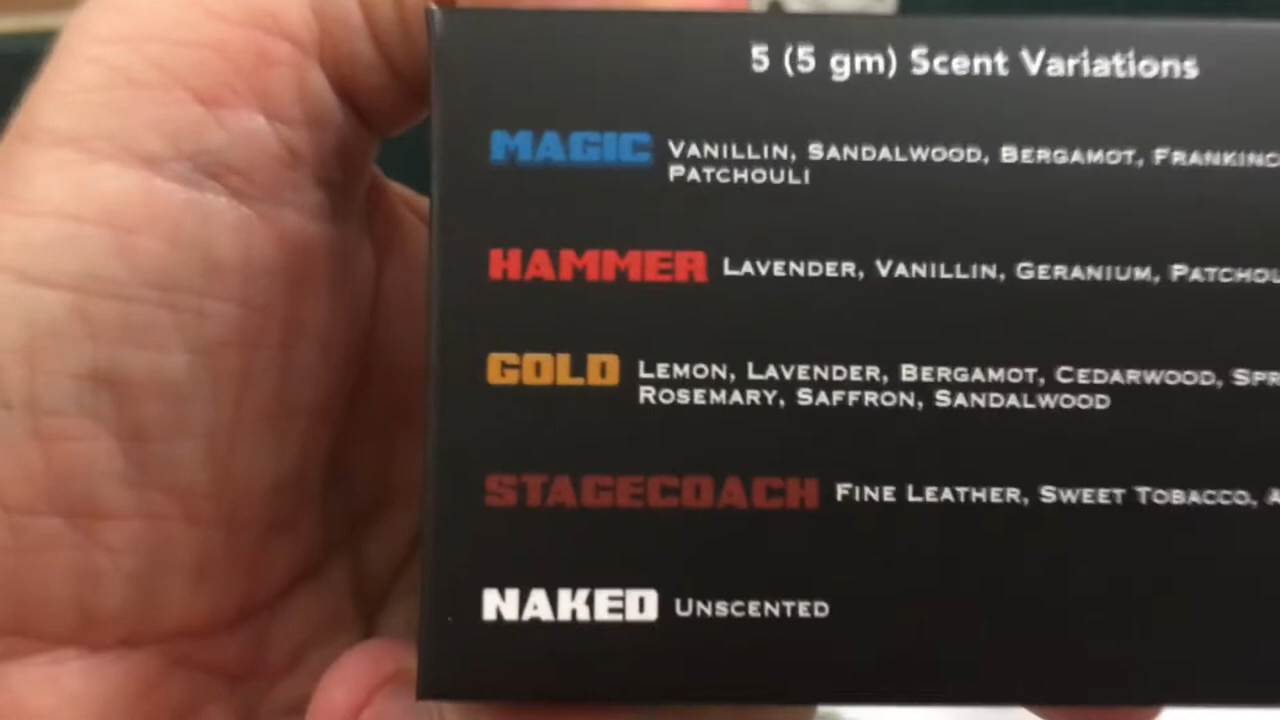 5 (5 gm) Scent Variations
MAGIC VANILLIN, SANDALWOOD, BERGAMOT,
PATCHOULI
HAMMER LAVENDER, VANILLIN, GERANIUM,
GOLD LEMON, LAVENDER, BERGAMOT, CEDARWOOD,
ROSEMARY, SAFFRON, SANDALWOOD
STAGECOACH FINE LEATHER, SWEET TOBACCO,
NAKED UNSCENTED